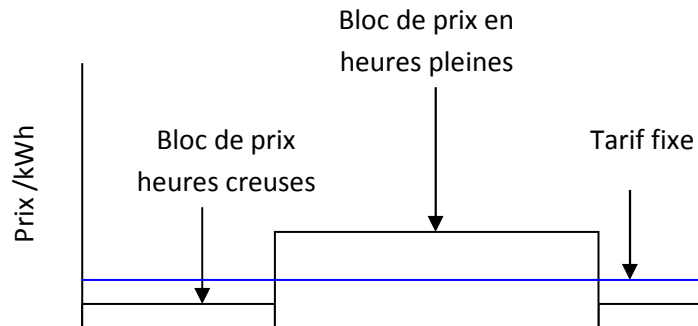 Bloc de prix en
heures pleines
Bloc de prix
heures creuses
Tarif fixe
Prix /kWh